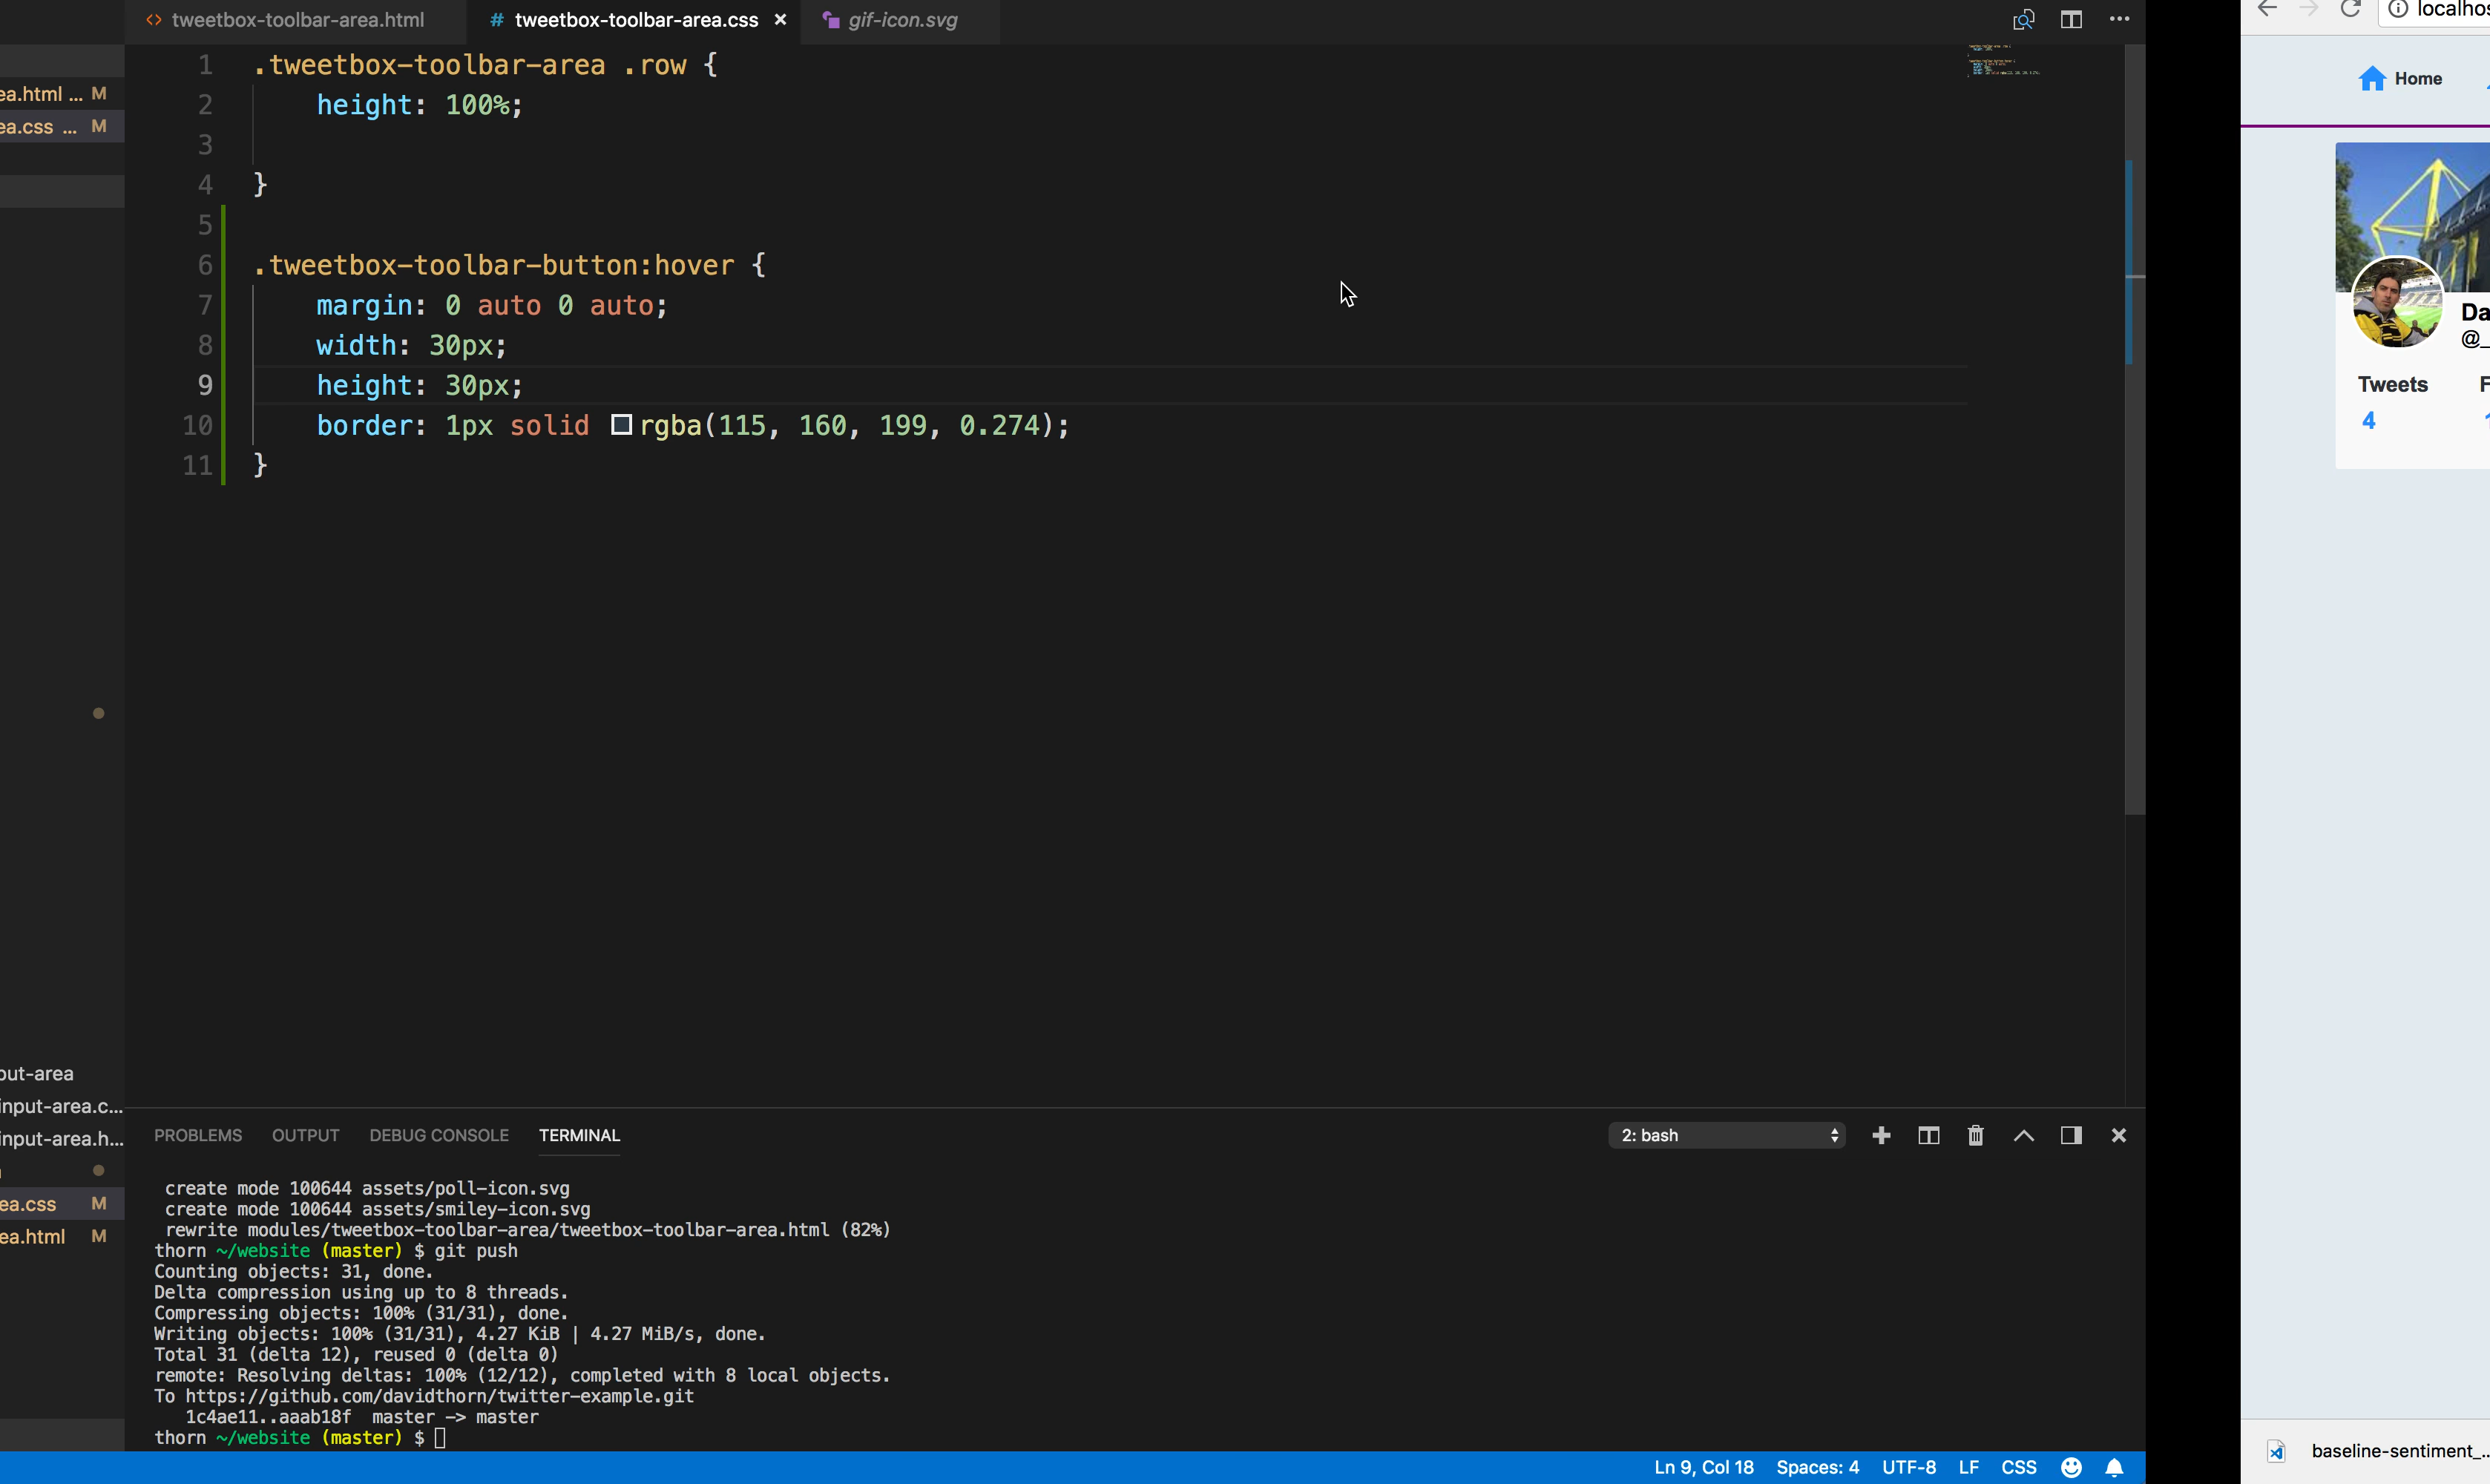 tweetbox-toolbar-area.html
# tweetbox-toolbar-area.css ×
gif-icon.svg
ea.html ... M
ea.css ... M
1 .tweetbox-toolbar-area .row {
2 height: 100%;
3
4 }
5
6 .tweetbox-toolbar-button:hover {
7 margin: 0 auto 0 auto;
8 width: 30px;
9 height: 30px;
10 border: 1px solid rgba(115, 160, 199, 0.274);
11 }
put-area
input-area.c...
input-area.h...
ea.css M
ea.html M
PROBLEMS OUTPUT DEBUG CONSOLE TERMINAL
2: bash
create mode 100644 assets/poll-icon.svg
create mode 100644 assets/smiley-icon.svg
rewrite modules/tweetbox-toolbar-area/tweetbox-toolbar-area.html (82%)
thorn ~/website (master) $ git push
Counting objects: 31, done.
Delta compression using up to 8 threads.
Compressing objects: 100% (31/31), done.
Writing objects: 100% (31/31), 4.27 KiB | 4.27 MiB/s, done.
Total 31 (delta 12), reused 0 (delta 0)
remote: Resolving deltas: 100% (12/12), completed with 8 local objects.
To https://github.com/davidthorn/twitter-example.git
1c4ae11..aaab18f master -> master
thorn ~/website (master) $
Ln 9, Col 18 Spaces: 4 UTF-8 LF CSS
localhos
Home
Da
@_
Tweets F
4
baseline-sentiment_...